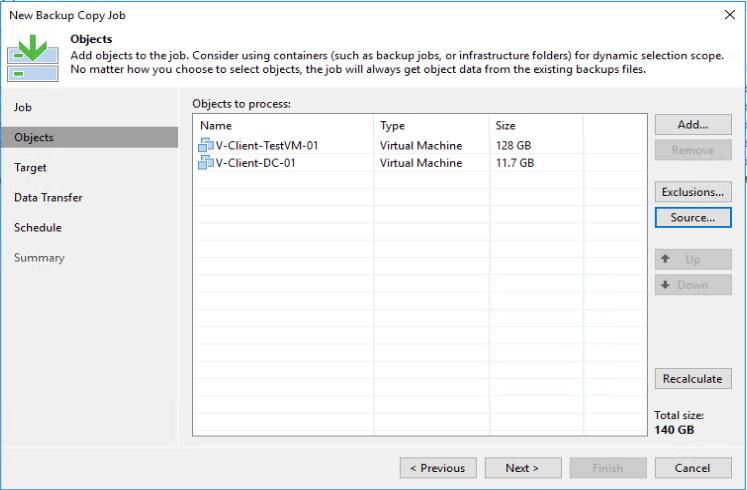 New Backup Copy Job
Objects
Add objects to the job. Consider using containers (such as backup jobs, or infrastructure folders) for dynamic selection scope.
No matter how you choose to select objects, the job will always get object data from the existing backups files.
Job
Objects
Target
Data Transfer
Schedule
Summary
Objects to process:
Name Type Size
V-Client-TestVM-01 Virtual Machine 128 GB
V-Client-DC-01 Virtual Machine 11.7 GB
Add...
Remove
Exclusions...
Source...
Up
Down
Recalculate
Total size:
140 GB
< Previous
Next >
Finish
Cancel